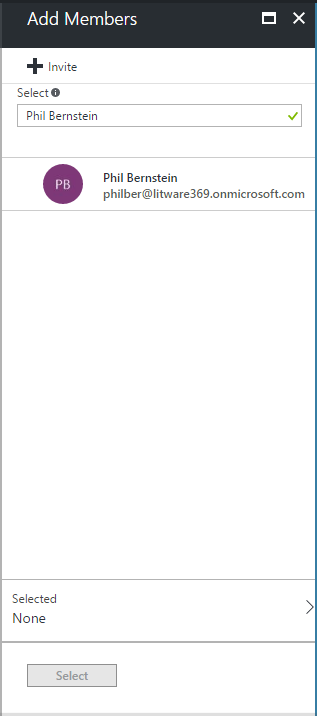 Add Members
Invite
Select
Phil Bernstein
PB
Phil Bernstein
philber@litware369.onmicrosoft.com
Selected
None
Select